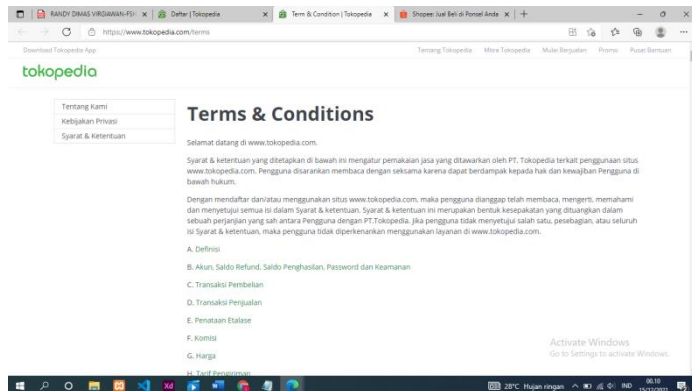 RANDY DIMAS VIRGIAWAN-FSH
Daftar | Tokopedia
Term & Condition | Tokopedia
Shopee: Jual Beli di Ponsel Anda
https://www.tokopedia.com/terms
Download Tokopedia App
Tentang Tokopedia Mitra Tokopedia Mulai Berjualan Promo Pusat Bantuan
tokopedia
Tentang Kami
Kebijakan Privasi
Syarat & Ketentuan
Terms & Conditions
Selamat datang di www.tokopedia.com.
Syarat & ketentuan yang ditetapkan di bawah ini mengatur pemakaian jasa yang ditawarkan oleh PT. Tokopedia terkait penggunaan situs
www.tokopedia.com. Pengguna disarankan membaca dengan seksama karena dapat berdampak kepada hak dan kewajiban Pengguna di
bawah hukum.
Dengan mendaftar dan/atau menggunakan situs www.tokopedia.com, maka pengguna dianggap telah membaca, mengerti, memahami
dan menyetujui semua isi dalam Syarat & ketentuan. Syarat & ketentuan ini merupakan bentuk kesepakatan yang dituangkan dalam
sebuah perjanjian yang sah antara Pengguna dengan PT.Tokopedia. Jika pengguna tidak menyetujui salah satu, pesebagian, atau seluruh
isi Syarat & ketentuan, maka pengguna tidak diperkenankan menggunakan layanan di www.tokopedia.com.
A. Definisi
B. Akun, Saldo Refund, Saldo Penghasilan, Password dan Keamanan
C. Transaksi Pembelian
D. Transaksi Penjualan
E. Penataan Etalase
F. Komisi
G. Harga
H. Tarif Pengiriman
Activate Windows
Go to Settings to activate Windows.
28°C Hujan ringan
IND
06.10
15/12/2021